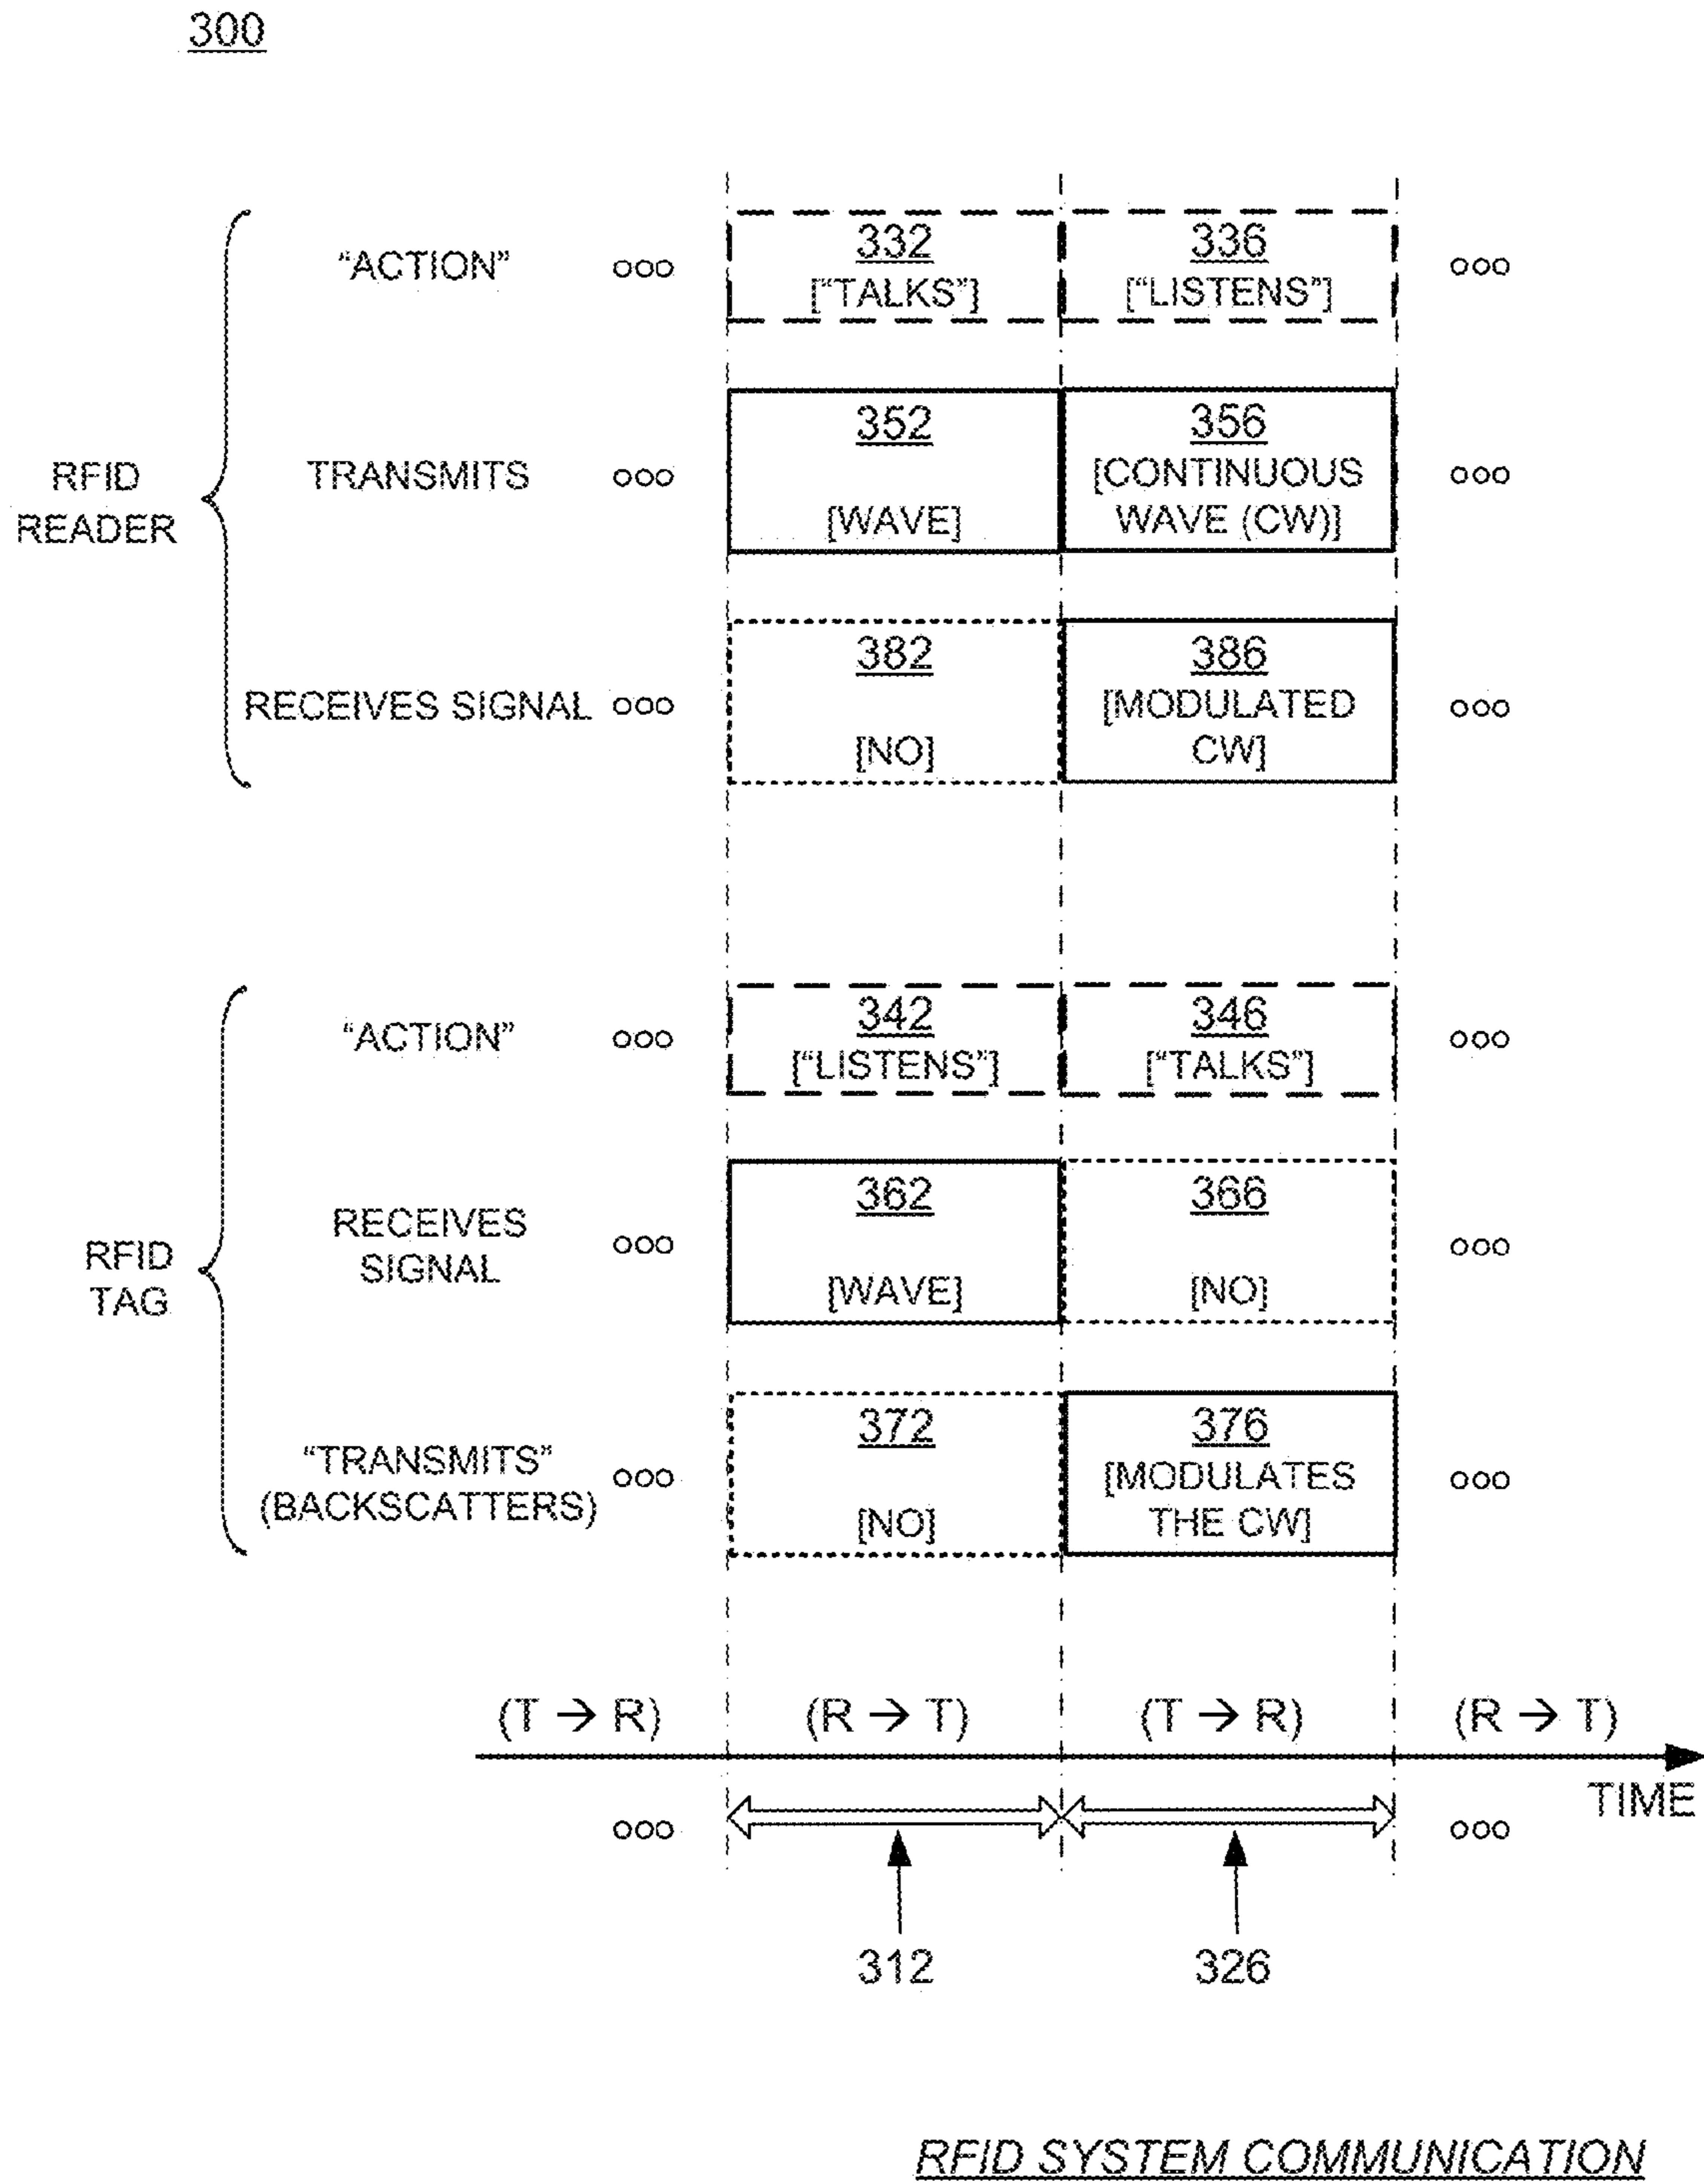 300
“ACTION” ooo 332 336 ooo
[“TALKS”] [“LISTENS”]
RFID READER
TRANSMITS ooo 352 356 ooo
[WAVE] [CONTINUOUS
WAVE (CW)]
RECEIVES SIGNAL ooo 382 386 ooo
[NO] [MODULATED
CW]
“ACTION” ooo 342 346 ooo
[“LISTENS”] [“TALKS”]
RFID TAG
RECEIVES
SIGNAL ooo 362 366 ooo
[WAVE] [NO]
“TRANSMITS”
(BACKSCATTERS) ooo 372 376 ooo
[NO] [MODULATES
THE CW]
(T → R) (R → T) (T → R) (R → T)
TIME
ooo ooo
312 326
RFID SYSTEM COMMUNICATION